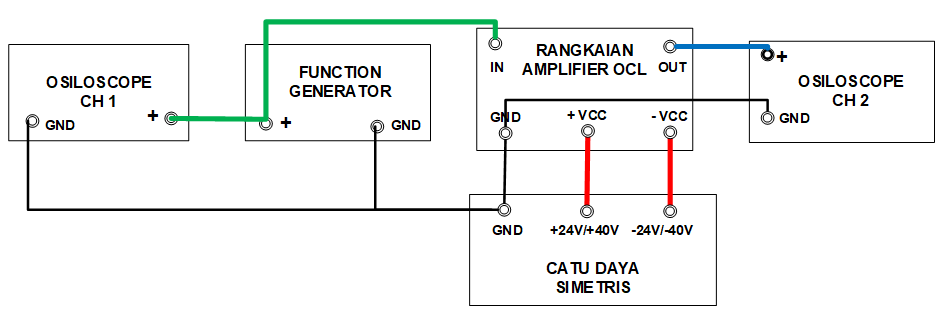 OSILOSCOPE
CH 1
GND
+
FUNCTION
GENERATOR
+
GND
RANGKAIAN
AMPLIFIER OCL
IN
OUT
GND
+ VCC
- VCC
+
OSILOSCOPE
CH 2
GND
GND
+24V/+40V
-24V/-40V
CATU DAYA
SIMETRIS